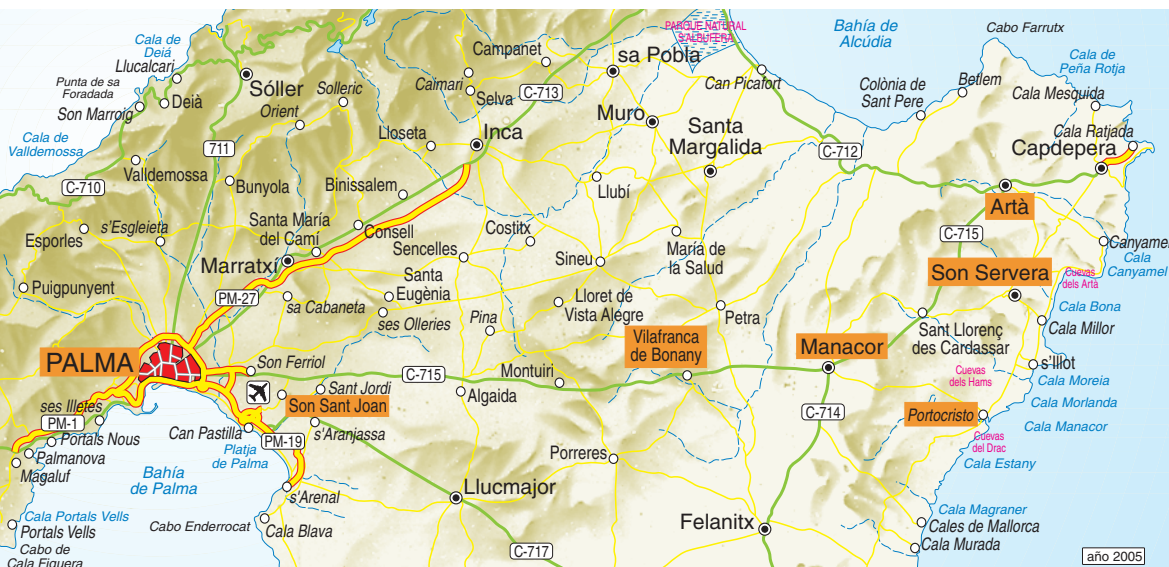 Cala de
Deiá
Llucalcari
Punta de sa
Foradada
Son Marroig
Deià
Cala de
Valldemossa
Sóller
Solleric
Orient
711
Valldemossa
C-710
Bunyola
s'Esgleieta
Esporles
Puigpunyent
Campanet
Caimari
Selva
C-713
Lloseta
Inca
Binissalem
Santa María
del Camí
Consell
Sencelles
Marratxí
PM-27
sa Cabaneta
Santa
Eugènia
ses Olleries
PARQUE NATURAL
S'ALBUFERA
sa Pobla
Can Picafort
Muro
Santa
Margalida
Llubí
Costitx
Sineu
María de
la Salud
Lloret de
Vista Alegre
Pina
Petra
Bahía de
Alcúdia
Cabo Farrutx
Cala de
Peña Rotja
Betlem
Colònia de
Sant Pere
Cala Mesquida
Cala Ratjada
Capdepera
C-712
Artà
C-715
Canyamel
Cala
Canyamel
Son Servera
Cuevas
dels Artà
Cala Bona
Cala Millor
Sant Llorenç
des Cardassar
s'Illot
Cala Moreia
Cuevas
dels Hams
Cala Morlanda
Cala Manacor
Portocristo
Cuevas
del Drac
Cala Estany
Manacor
Vilafranca
de Bonany
C-714
PALMA
Son Ferriol
C-715
Montuiri
Algaida
Sant Jordi
Son Sant Joan
s'Aranjassa
ses Illetes
PM-1
Portals Nous
Palmanova
Magaluf
Can Pastilla
Platja
de Palma
PM-19
Bahía
de Palma
s'Arenal
Cala Portals Vells
Portals Vells
Cabo de
Cala Figuera
Cabo Enderrocat
Cala Blava
Llucmajor
Porreres
C-717
Felanitx
Cala Magraner
Cales de Mallorca
Cala Murada
año 2005